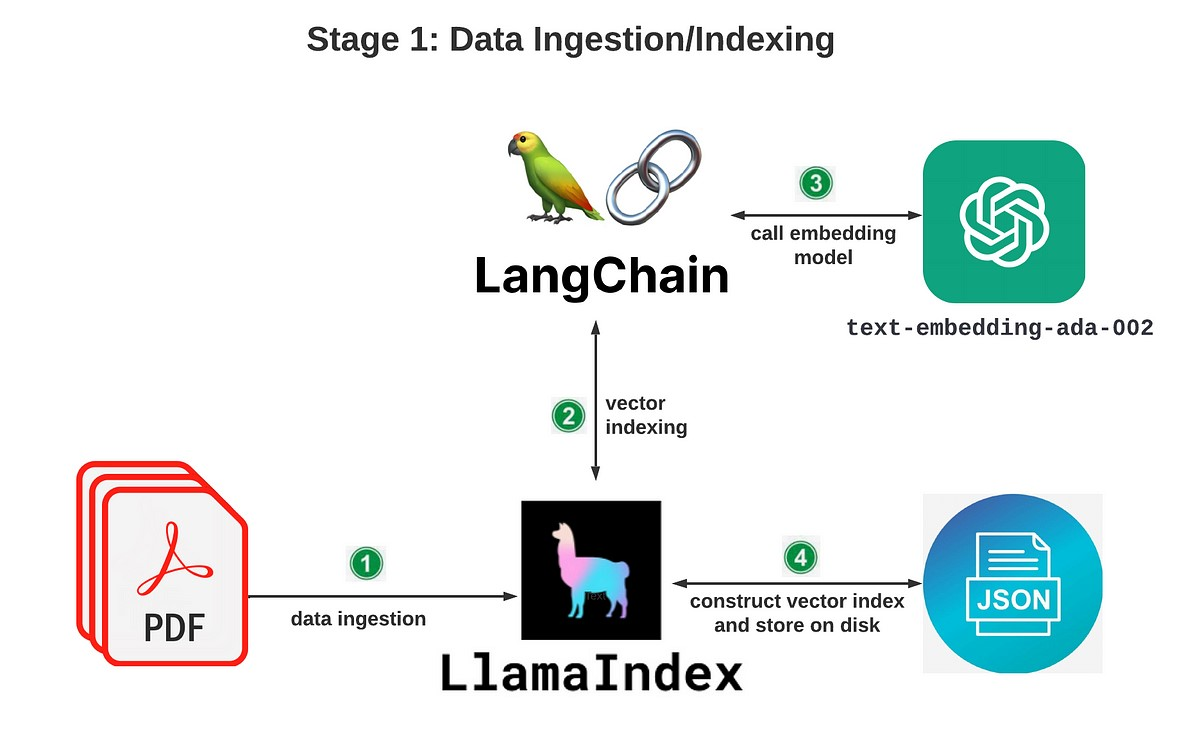 Stage 1: Data Ingestion/Indexing
3
call embedding
model
LangChain
text-embedding-ada-002
2
vector
indexing
1
data ingestion
PDF
Text
4
construct vector index
and store on disk
JSON
LlamaIndex